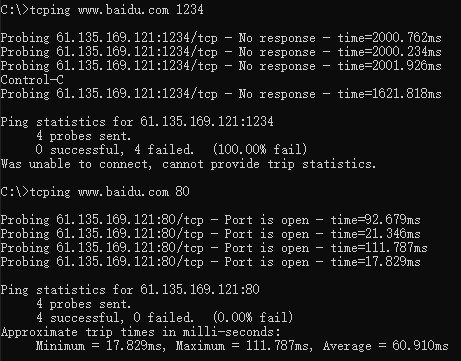 C:\>tcping www.baidu.com 1234
Probing 61.135.169.121:1234/tcp - No response - time=2000.762ms
Probing 61.135.169.121:1234/tcp - No response - time=2000.234ms
Probing 61.135.169.121:1234/tcp - No response - time=2001.926ms
Control-C
Probing 61.135.169.121:1234/tcp - No response - time=1621.818ms
Ping statistics for 61.135.169.121:1234
4 probes sent.
0 successful, 4 failed. (100.00% fail)
Was unable to connect, cannot provide trip statistics.
C:\>tcping www.baidu.com 80
Probing 61.135.169.121:80/tcp - Port is open - time=92.679ms
Probing 61.135.169.121:80/tcp - Port is open - time=21.346ms
Probing 61.135.169.121:80/tcp - Port is open - time=111.787ms
Probing 61.135.169.121:80/tcp - Port is open - time=17.829ms
Ping statistics for 61.135.169.121:80
4 probes sent.
4 successful, 0 failed. (0.00% fail)
Approximate trip times in milli-seconds:
Minimum = 17.829ms, Maximum = 111.787ms, Average = 60.910ms